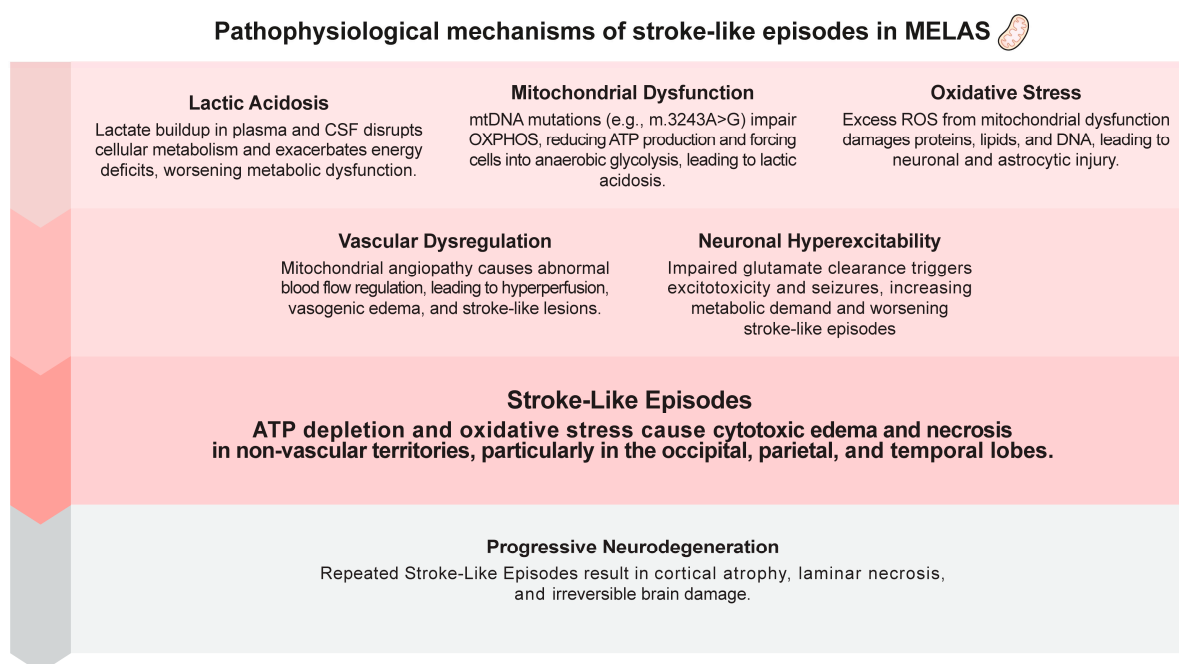 Pathophysiological mechanisms of stroke-like episodes in MELAS
Lactic Acidosis
Lactate buildup in plasma and CSF disrupts
cellular metabolism and exacerbates energy
deficits, worsening metabolic dysfunction.
Mitochondrial Dysfunction
mtDNA mutations (e.g., m.3243A>G) impair
OXPHOS, reducing ATP production and forcing
cells into anaerobic glycolysis, leading to lactic
acidosis.
Oxidative Stress
Excess ROS from mitochondrial dysfunction
damages proteins, lipids, and DNA, leading to
neuronal and astrocytic injury.
Vascular Dysregulation
Mitochondrial angiopathy causes abnormal
blood flow regulation, leading to hyperperfusion,
vasogenic edema, and stroke-like lesions.
Neuronal Hyperexcitability
Impaired glutamate clearance triggers
excitotoxicity and seizures, increasing
metabolic demand and worsening
stroke-like episodes
Stroke-Like Episodes
ATP depletion and oxidative stress cause cytotoxic edema and necrosis
in non-vascular territories, particularly in the occipital, parietal, and temporal lobes.
Progressive Neurodegeneration
Repeated Stroke-Like Episodes result in cortical atrophy, laminar necrosis,
and irreversible brain damage.